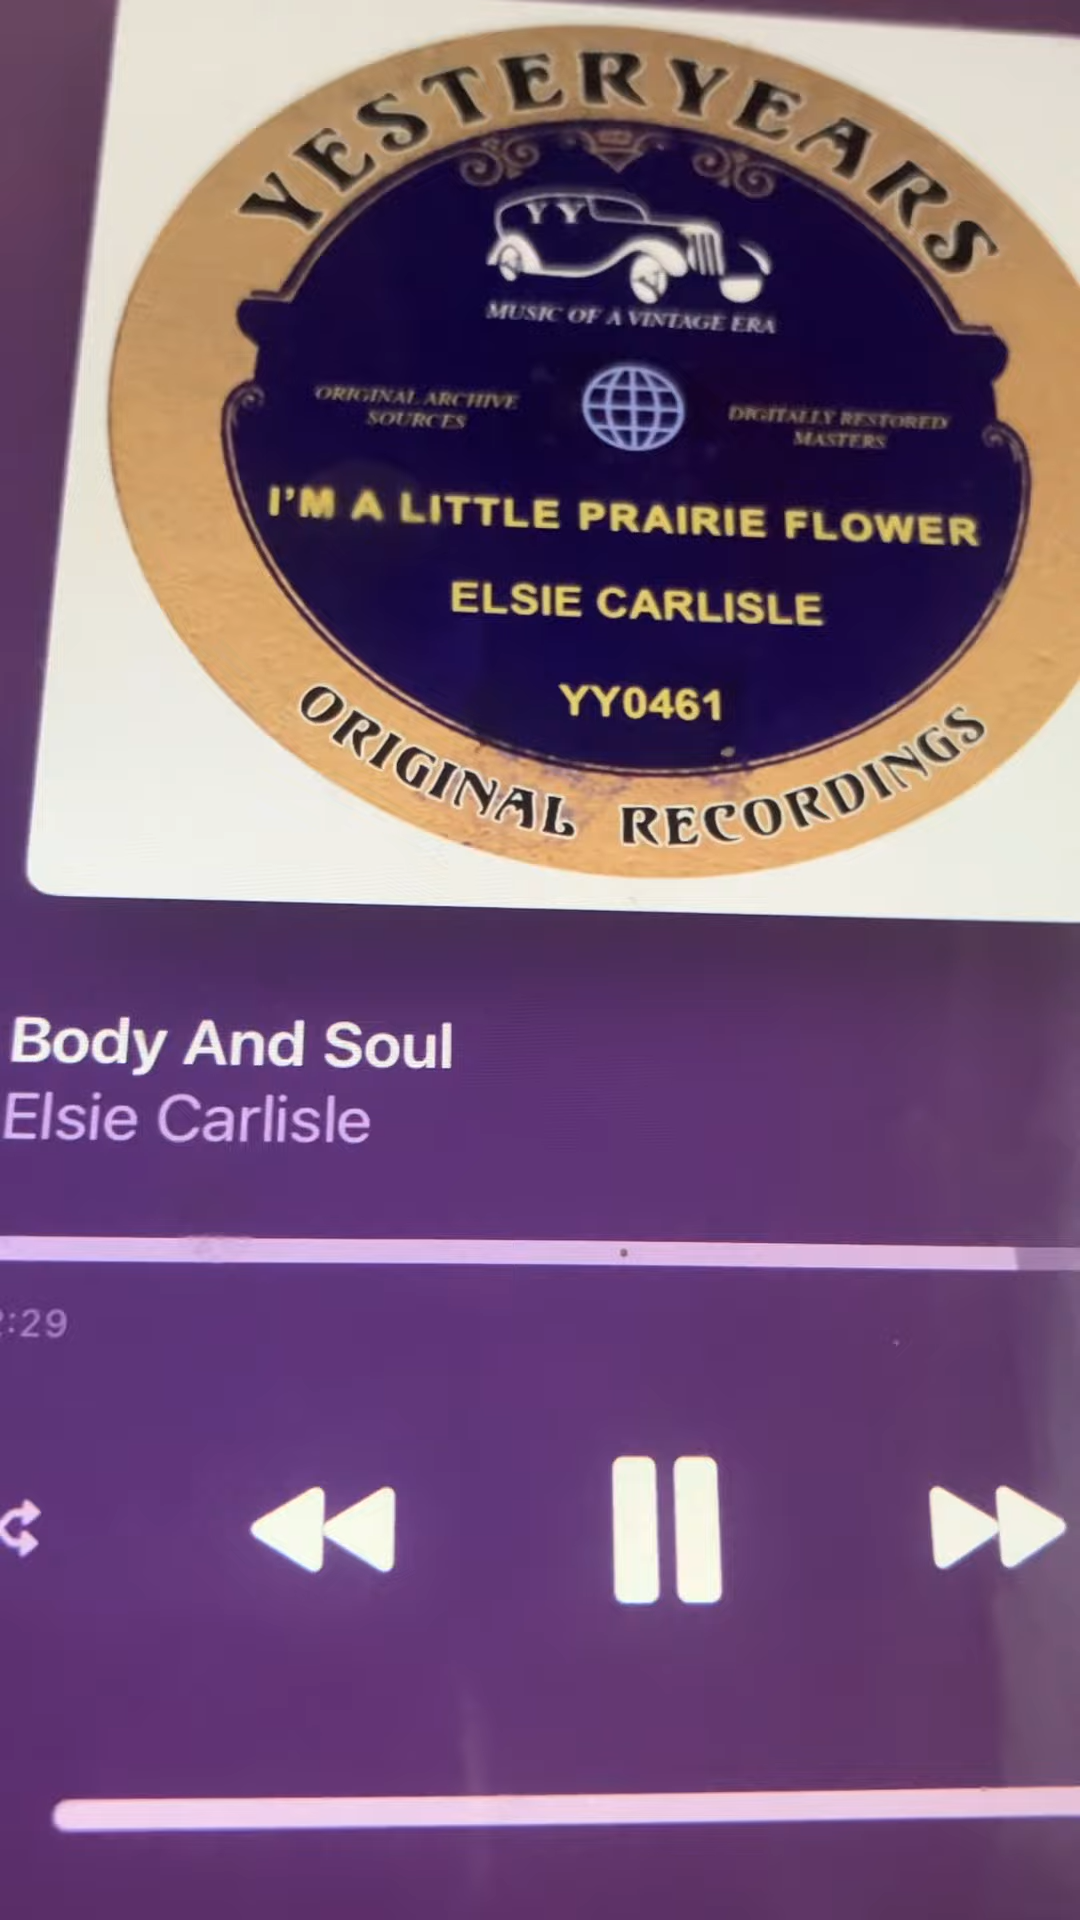 YESTERYEARS
YY
MUSIC OF A VINTAGE ERA
ORIGINAL ARCHIVE
SOURCES
DIGITALLY RESTORED
MASTERS
I'M A LITTLE PRAIRIE FLOWER
ELSIE CARLISLE
YY0461
ORIGINAL RECORDINGS
Body And Soul
Elsie Carlisle
:29